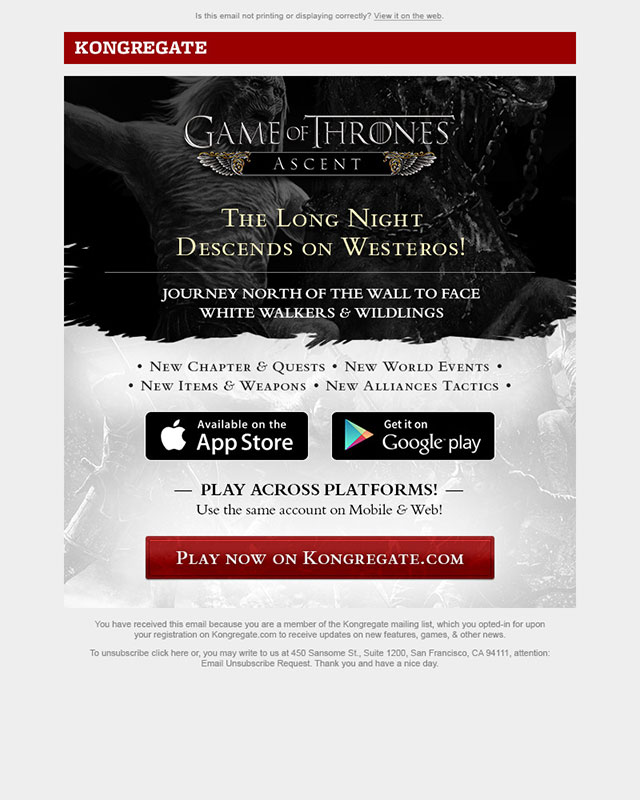 Is this email not printing or displaying correctly? View it on the web.
KONGREGATE
GAME OF THRONES
ASCENT
THE LONG NIGHT
DESCENDS ON WESTEROS!
JOURNEY NORTH OF THE WALL TO FACE
WHITE WALKERS & WILDLINGS
• NEW CHAPTER & QUESTS • NEW WORLD EVENTS •
• NEW ITEMS & WEAPONS • NEW ALLIANCES TACTICS •
Available on the
App Store
Get it on
Google play
— PLAY ACROSS PLATFORMS! —
Use the same account on Mobile & Web!
PLAY NOW ON KONGREGATE.COM
You have received this email because you are a member of the Kongregate mailing list, which you opted-in for upon
your registration on Kongregate.com to receive updates on new features, games, & other news.
To unsubscribe click here or, you may write to us at 450 Sansome St., Suite 1200, San Francisco, CA 94111, attention:
Email Unsubscribe Request. Thank you and have a nice day.